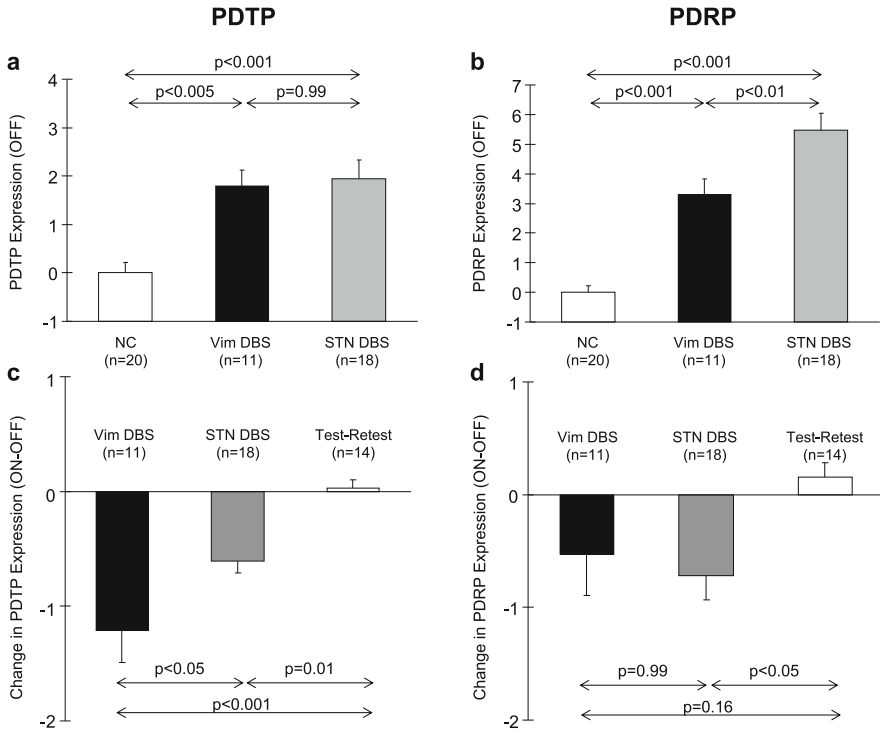 PDTP
PDRP
a
PDTP Expression (OFF)
4
3
2
1
0
-1
p<0.001
p<0.005
p=0.99
NC
(n=20)
Vim DBS
(n=11)
STN DBS
(n=18)
b
PDRP Expression (OFF)
7
6
5
4
3
2
1
0
-1
p<0.001
p<0.001
p<0.01
NC
(n=20)
Vim DBS
(n=11)
STN DBS
(n=18)
c
Change in PDTP Expression (ON-OFF)
1
0
-1
-2
Vim DBS
(n=11)
STN DBS
(n=18)
Test-Retest
(n=14)
p<0.05
p=0.01
p<0.001
d
Change in PDRP Expression (ON-OFF)
1
0
-1
-2
Vim DBS
(n=11)
STN DBS
(n=18)
Test-Retest
(n=14)
p=0.99
p<0.05
p=0.16